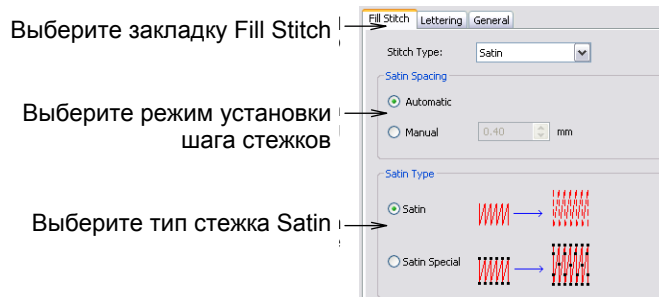 Fill Stitch Lettering General
Выберите закладку Fill Stitch
Stitch Type: Satin
Satin Spacing
Automatic
Выберите режим установки
шага стежков
Manual 0.40 mm
Satin Type
Satin
Выберите тип стежка Satin
Satin Special